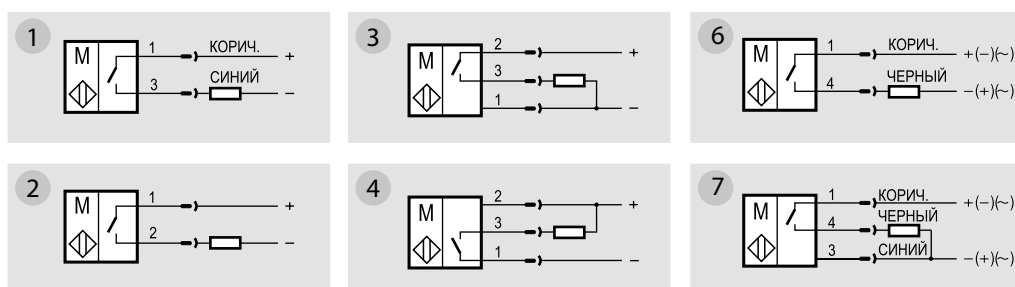 1
M
1 КОРИЧ. +
3 СИНИЙ −
3
M
2 +
3
1 −
6
M
1 КОРИЧ. +(−)(~)
4 ЧЕРНЫЙ −(+)(~)
2
M
1 +
2 −
4
M
2 +
3
1 −
7
M
1 КОРИЧ. +(−)(~)
4 ЧЕРНЫЙ
3 СИНИЙ −(+)(~)